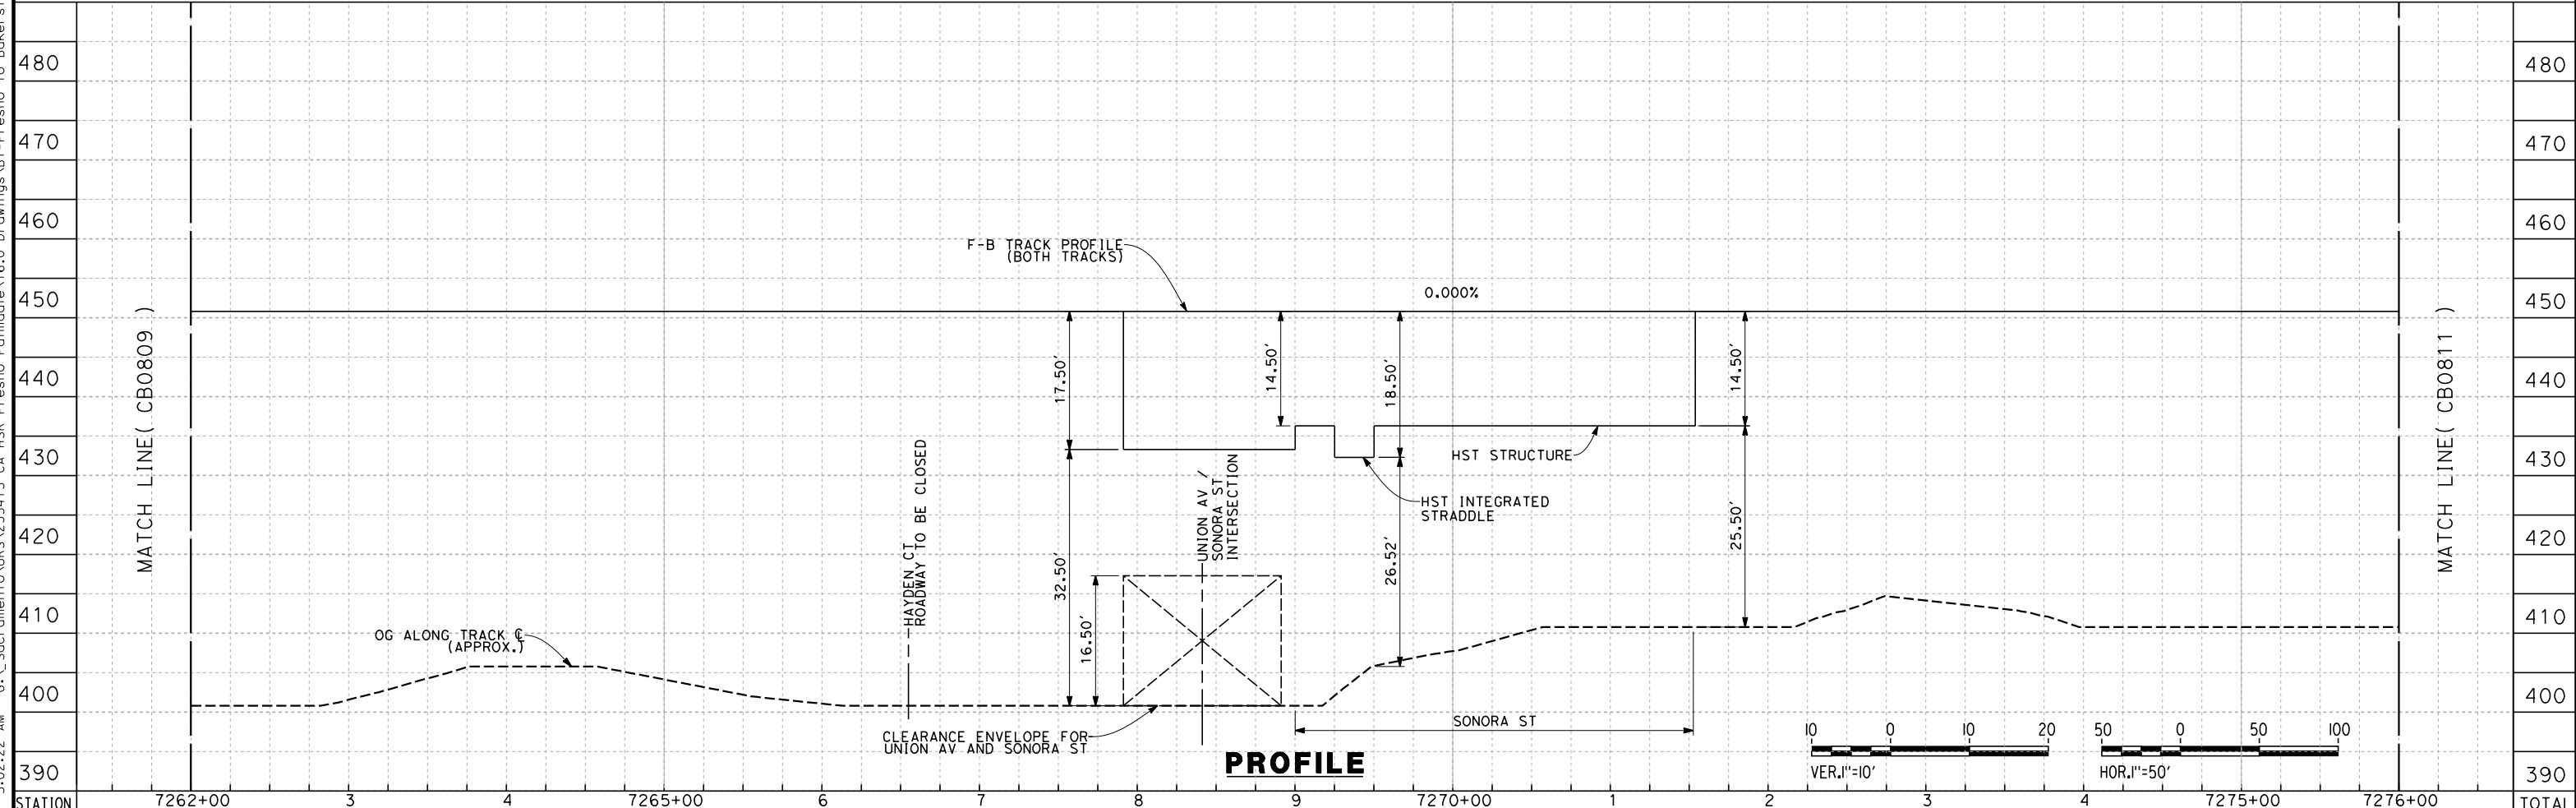 480
470
460
450
440
430
420
410
400
390
STATION
MATCH LINE( CB0809 )
F-B TRACK PROFILE
(BOTH TRACKS)
0.000%
17.50'
14.50'
18.50'
14.50'
HST STRUCTURE
HST INTEGRATED
STRADDLE
32.50'
26.52'
25.50'
16.50'
HAYDEN CT
ROADWAY TO BE CLOSED
UNION AV /
SONORA ST
INTERSECTION
OG ALONG TRACK ℄
(APPROX.)
CLEARANCE ENVELOPE FOR
UNION AV AND SONORA ST
SONORA ST
PROFILE
10 0 10 20
VER.1"=10'
50 0 50 100
HOR.1"=50'
MATCH LINE( CB0811 )
480
470
460
450
440
430
420
410
400
390
TOTAL
7262+00 3 4 7265+00 6 7 8 9 7270+00 1 2 3 4 7275+00 7276+00